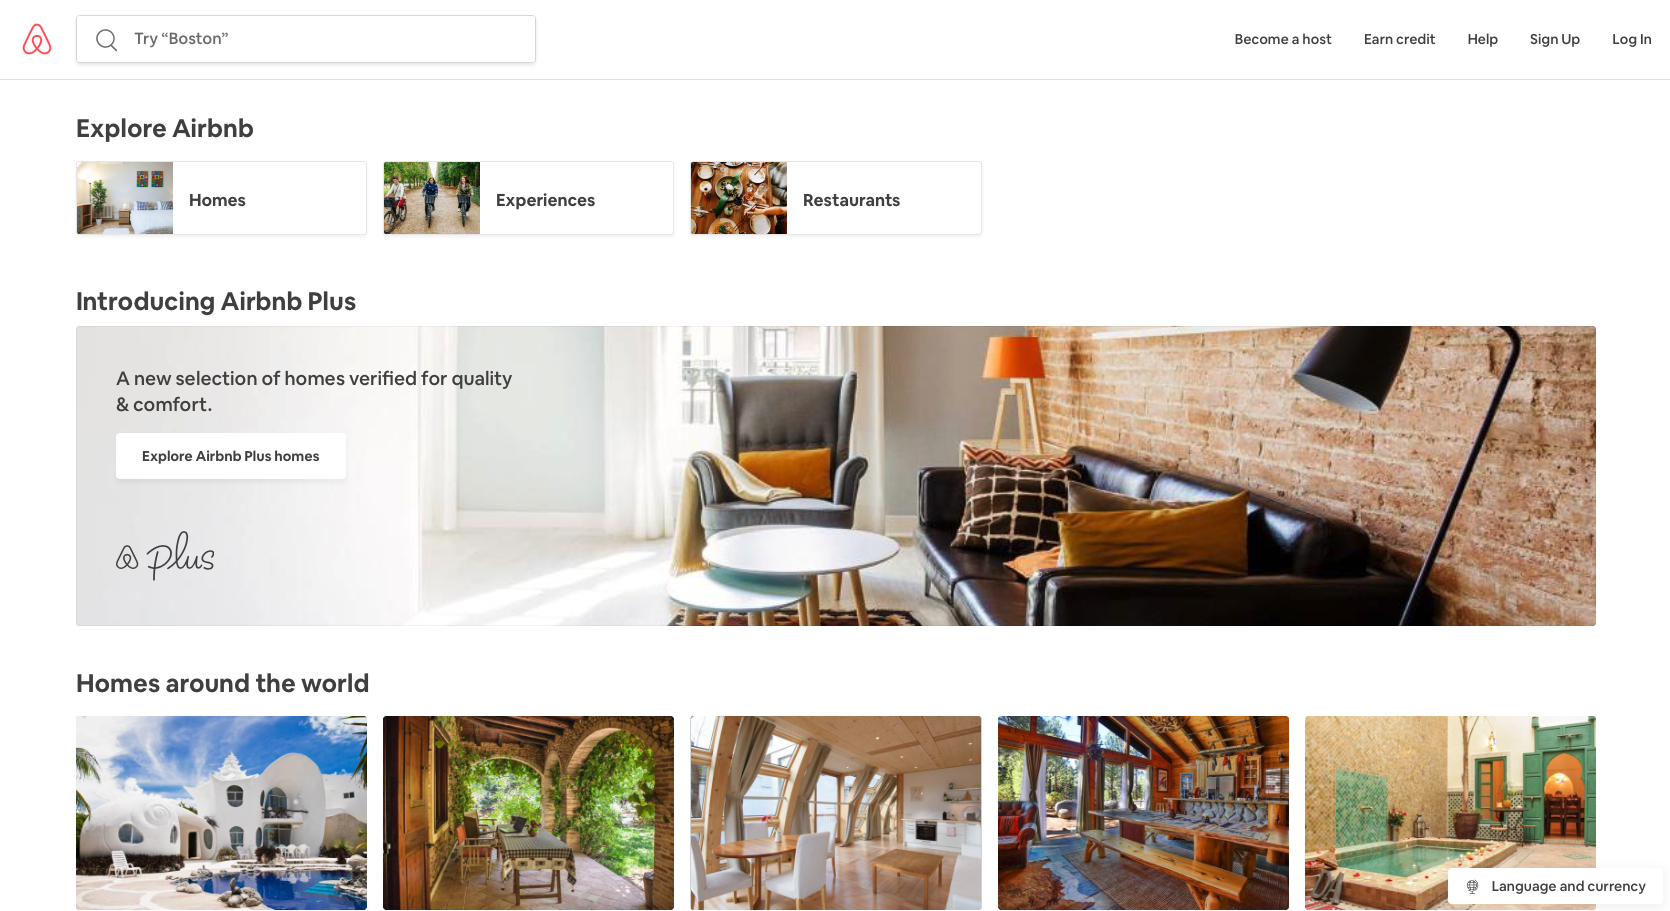 Try “Boston”
Become a host
Earn credit
Help
Sign Up
Log In
Explore Airbnb
Homes
Experiences
Restaurants
Introducing Airbnb Plus
A new selection of homes verified for quality
& comfort.
Explore Airbnb Plus homes
plus
Homes around the world
Language and currency